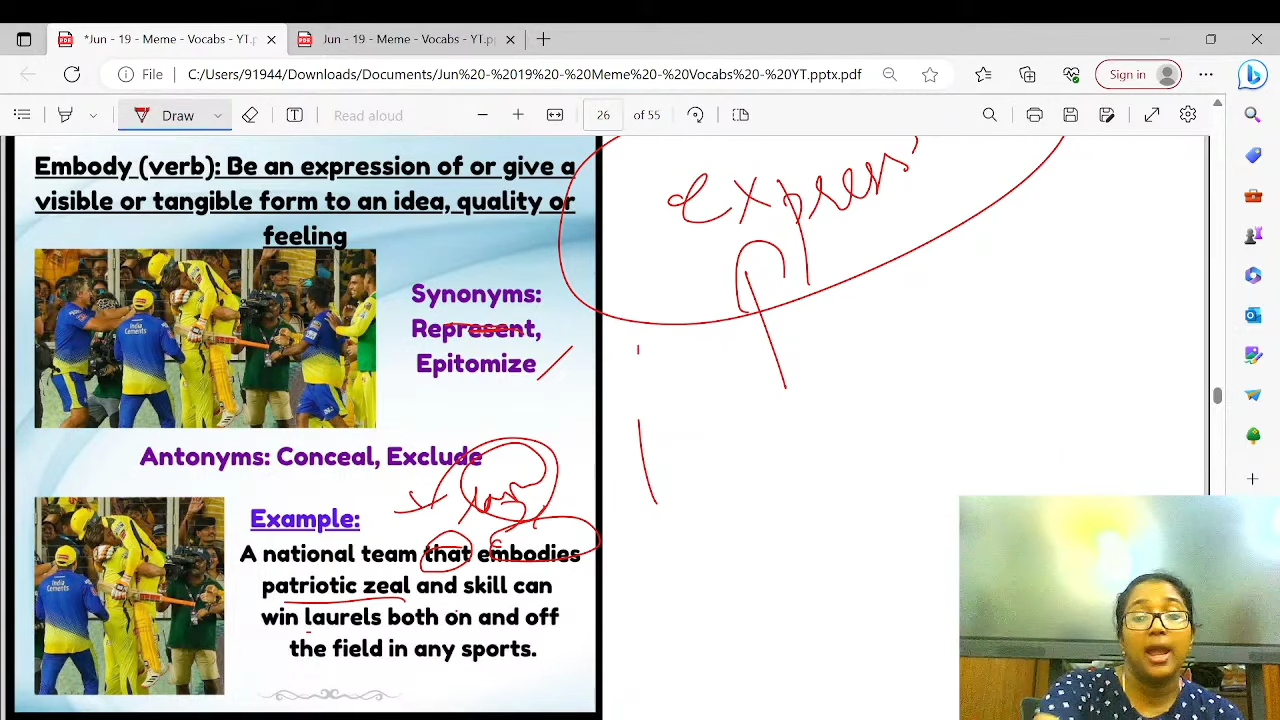 *Jun - 19 - Meme - Vocabs - YT.p
Jun - 19 - Meme - Vocabs - YT.p
File
C:/Users/91944/Downloads/Documents/Jun%20-%2019%20-%20Meme%20-%20Vocabs%20-%20YT.pptx.pdf
Sign in
Draw
Read aloud
26
of 55
Embody (verb): Be an expression of or give a
visible or tangible form to an idea, quality or
feeling
express
India
Cements
Synonyms:
Represent,
Epitomize
Antonyms: Conceal, Exclude
India
Cements
Example:
A national team that embodies
patriotic zeal and skill can
win laurels both on and off
the field in any sports.